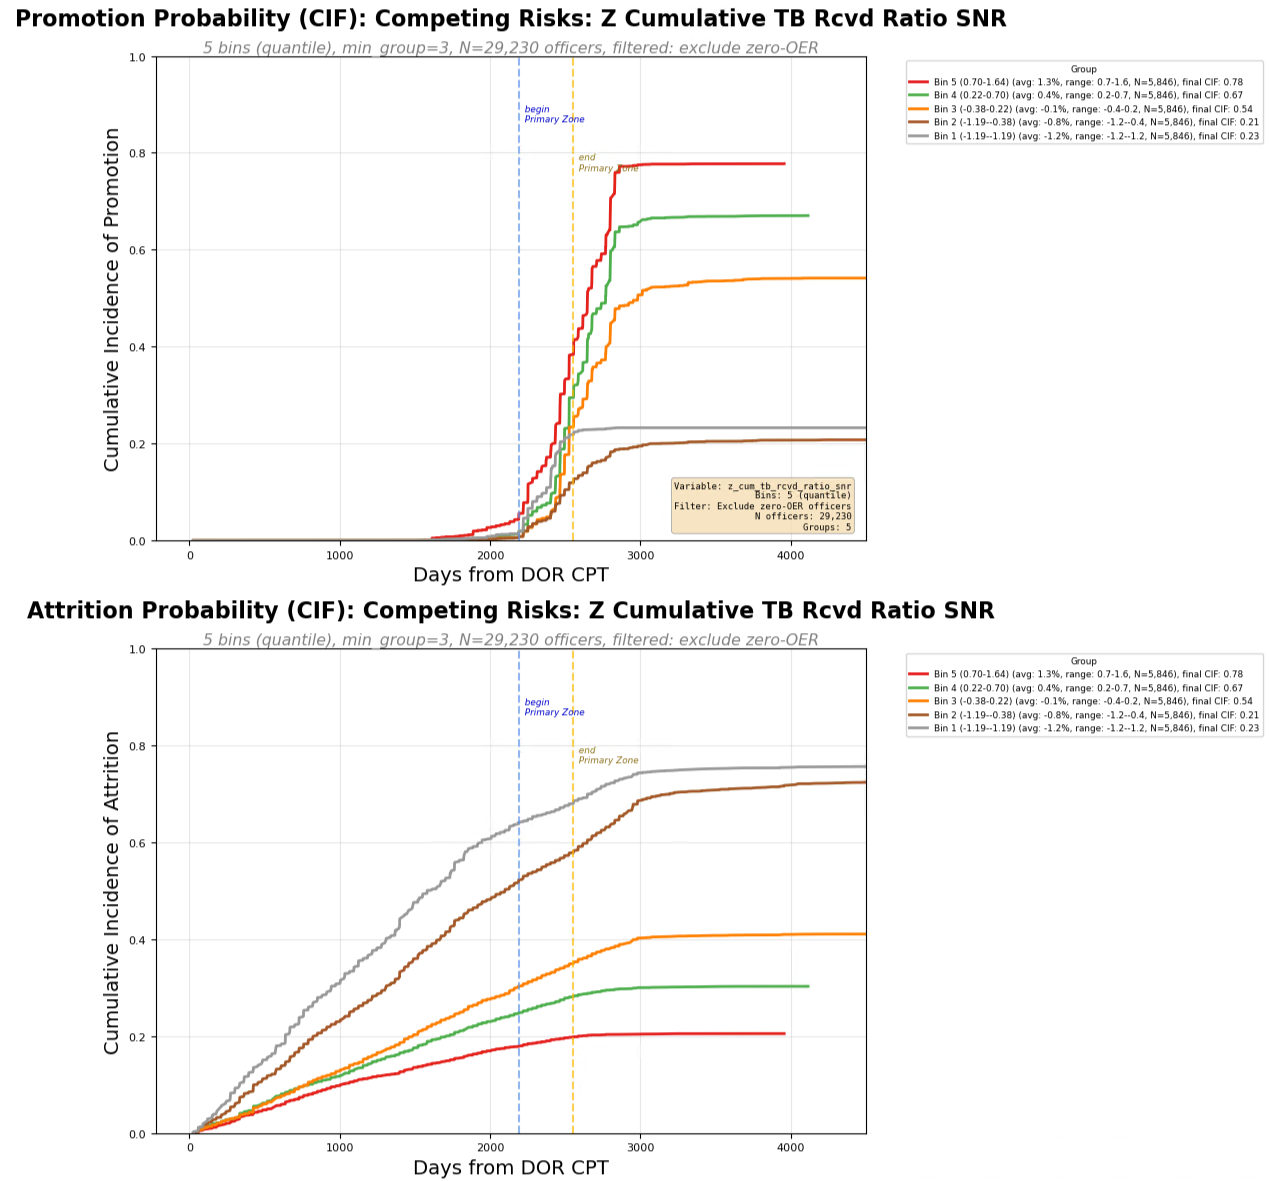 Promotion Probability (CIF): Competing Risks: Z Cumulative TB Rcvd Ratio SNR
5 bins (quantile), min_group=3, N=29,230 officers, filtered: exclude zero-OER
Cumulative Incidence of Promotion
1.0
0.8
0.6
0.4
0.2
0.0
begin
Primary Zone
end
Primary Zone
Variable: z_cum_tb_rcvd_ratio_snr
Bins: 5 (quantile)
Filter: Exclude zero-OER officers
N officers: 29,230
Groups: 5
0 1000 2000 3000 4000
Days from DOR CPT
Group
Bin 5 (0.70-1.64) (avg: 1.3%, range: 0.7-1.6, N=5,846), final CIF: 0.78
Bin 4 (0.22-0.70) (avg: 0.4%, range: 0.2-0.7, N=5,846), final CIF: 0.67
Bin 3 (-0.38-0.22) (avg: -0.1%, range: -0.4-0.2, N=5,846), final CIF: 0.54
Bin 2 (-1.19--0.38) (avg: -0.8%, range: -1.2--0.4, N=5,846), final CIF: 0.21
Bin 1 (-1.19--1.19) (avg: -1.2%, range: -1.2--1.2, N=5,846), final CIF: 0.23
Attrition Probability (CIF): Competing Risks: Z Cumulative TB Rcvd Ratio SNR
5 bins (quantile), min_group=3, N=29,230 officers, filtered: exclude zero-OER
Cumulative Incidence of Attrition
1.0
0.8
0.6
0.4
0.2
0.0
begin
Primary Zone
end
Primary Zone
0 1000 2000 3000 4000
Days from DOR CPT
Group
Bin 5 (0.70-1.64) (avg: 1.3%, range: 0.7-1.6, N=5,846), final CIF: 0.78
Bin 4 (0.22-0.70) (avg: 0.4%, range: 0.2-0.7, N=5,846), final CIF: 0.67
Bin 3 (-0.38-0.22) (avg: -0.1%, range: -0.4-0.2, N=5,846), final CIF: 0.54
Bin 2 (-1.19--0.38) (avg: -0.8%, range: -1.2--0.4, N=5,846), final CIF: 0.21
Bin 1 (-1.19--1.19) (avg: -1.2%, range: -1.2--1.2, N=5,846), final CIF: 0.23